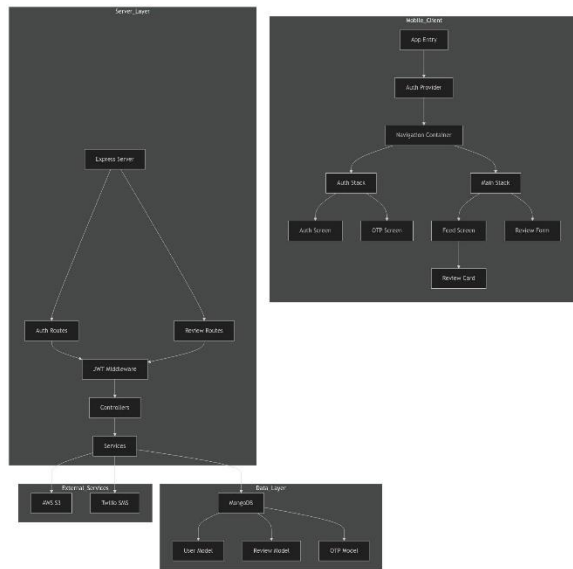 Server_Layer
Express Server
Auth Routes
Review Routes
JWT Middleware
Controllers
Services
Mobile_Client
App Entry
Auth Provider
Navigation Container
Auth Stack
Main Stack
Auth Screen
OTP Screen
Feed Screen
Review Form
Review Card
External_Services
AWS S3
Twilio SMS
Data_Layer
MongoDB
User Model
Review Model
OTP Model